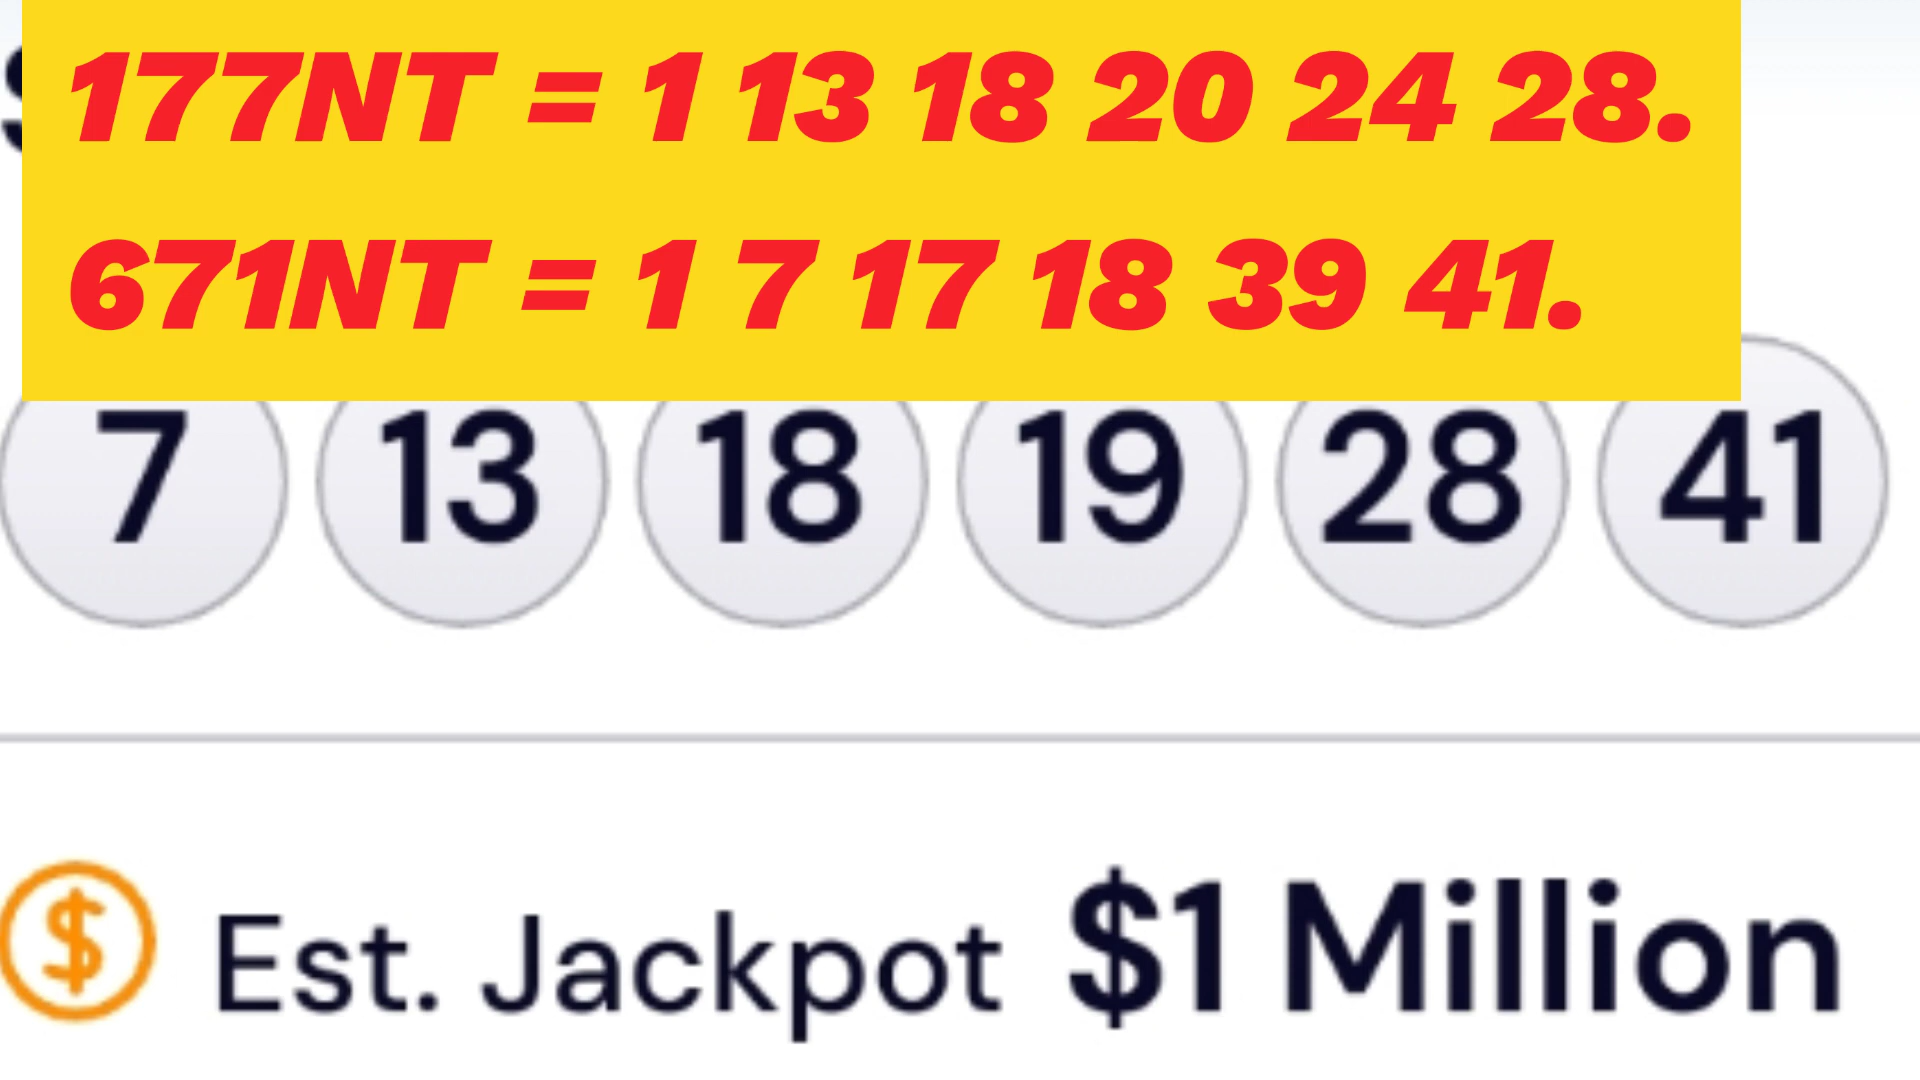 177NT = 1 13 18 20 24 28.
671NT = 1 7 17 18 39 41.
7 13 18 19 28 41
$ Est. Jackpot $1 Million